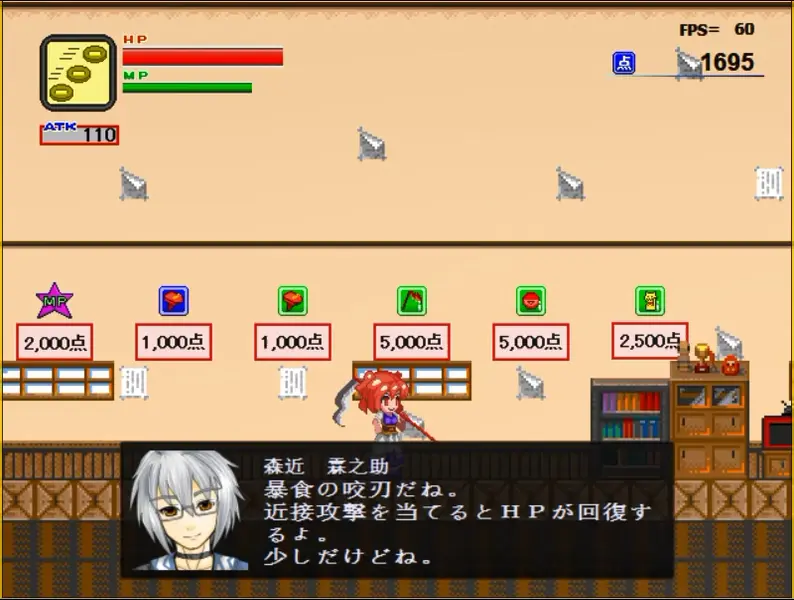 HP
FPS= 60
点 1695
MP
ATK 110
MP
2,000点 1,000点 1,000点 5,000点 5,000点 2,500点
森近　霖之助
暴食の咬刃だね。
近接攻撃を当てるとＨＰが回復す
るよ。
少しだけどね。